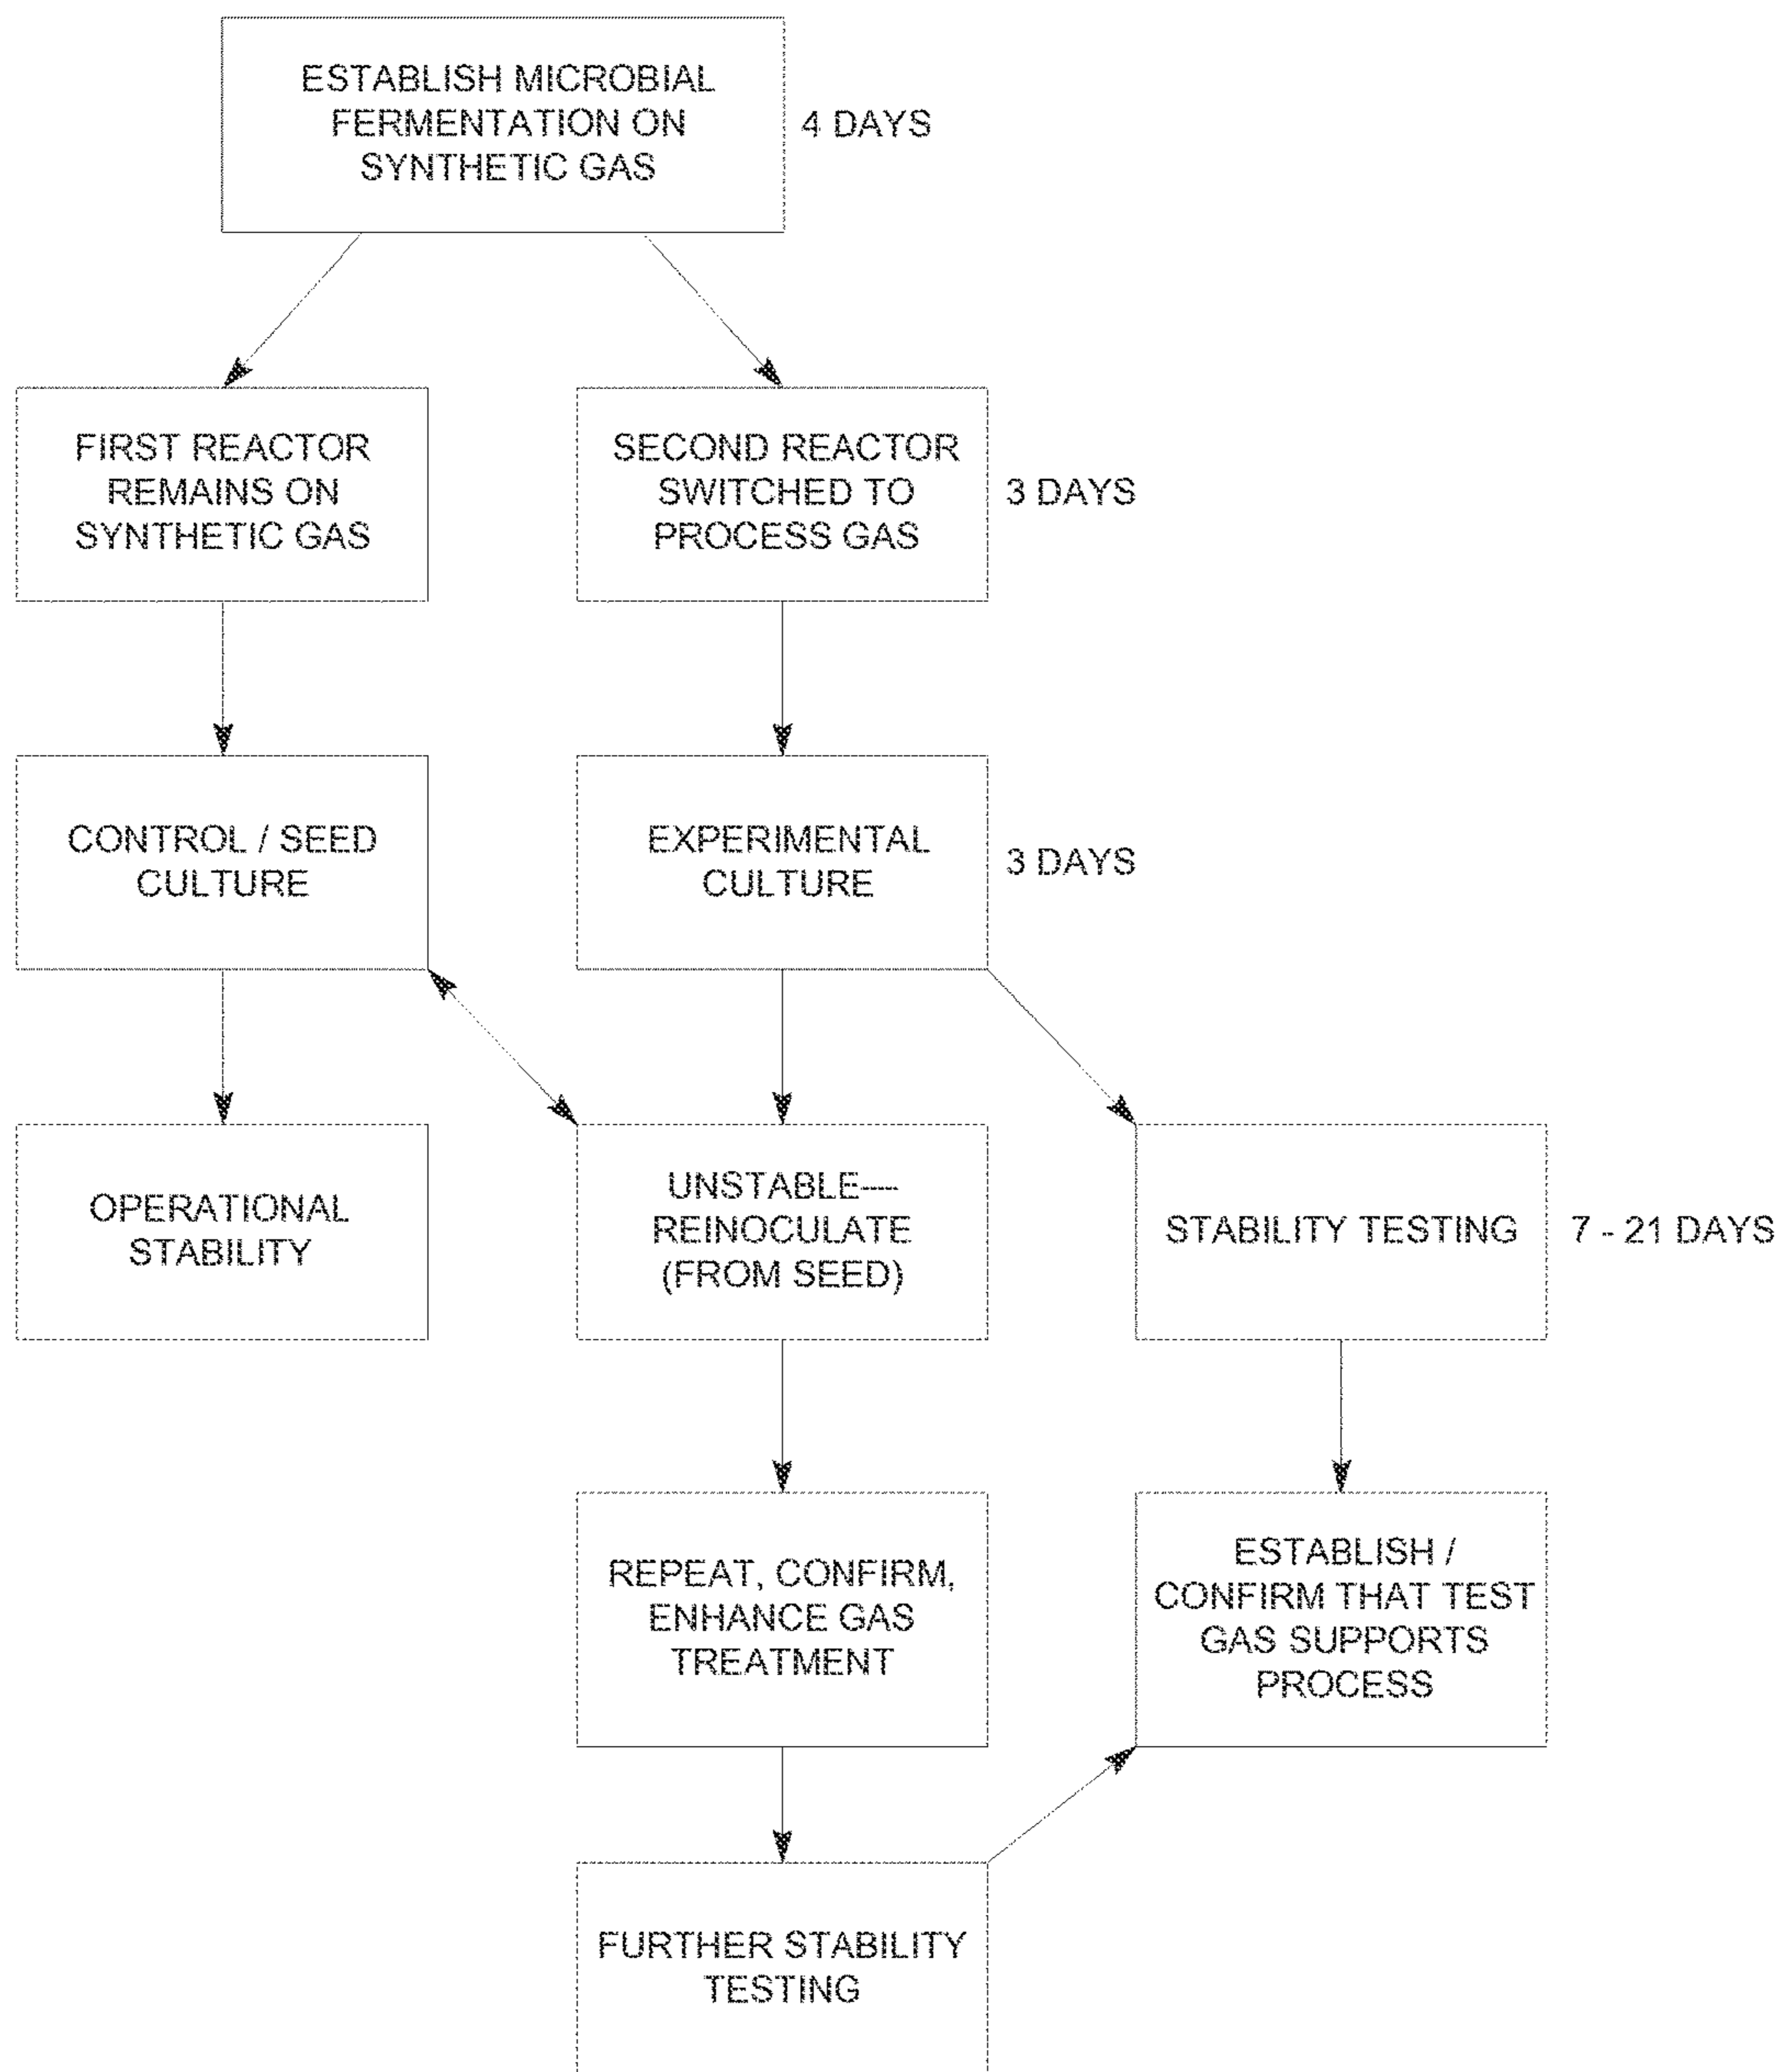 ESTABLISH MICROBIAL
FERMENTATION ON
SYNTHETIC GAS
4 DAYS
FIRST REACTOR
REMAINS ON
SYNTHETIC GAS
SECOND REACTOR
SWITCHED TO
PROCESS GAS
3 DAYS
CONTROL / SEED
CULTURE
EXPERIMENTAL
CULTURE
3 DAYS
OPERATIONAL
STABILITY
UNSTABLE----
REINOCULATE
(FROM SEED)
STABILITY TESTING
7 - 21 DAYS
REPEAT, CONFIRM,
ENHANCE GAS
TREATMENT
ESTABLISH /
CONFIRM THAT TEST
GAS SUPPORTS
PROCESS
FURTHER STABILITY
TESTING